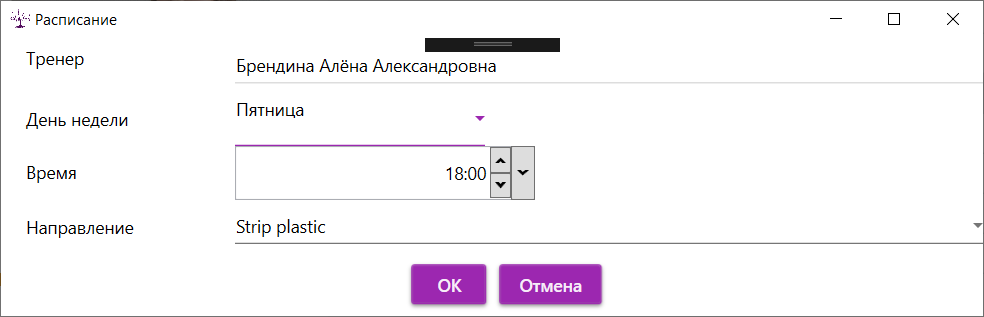 Расписание
Тренер
Брендина Алёна Александровна
День недели
Пятница
Время
18:00
Направление
Strip plastic
OK
Отмена